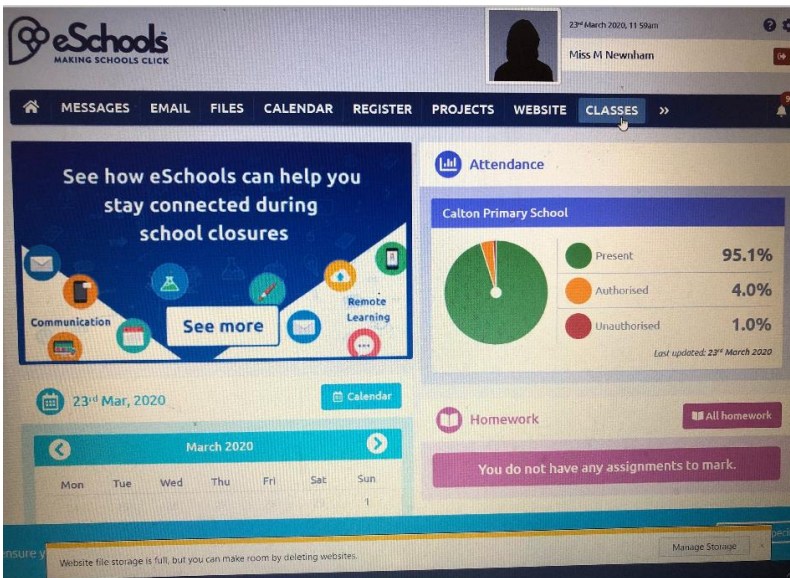 eSchools
MAKING SCHOOLS CLICK
23rd March 2020, 11 59am
Miss M Newnham
MESSAGES EMAIL FILES CALENDAR REGISTER PROJECTS WEBSITE CLASSES »
See how eSchools can help you
stay connected during
school closures
Communication
See more
Remote
Learning
Attendance
Calton Primary School
Present 95.1%
Authorised 4.0%
Unauthorised 1.0%
Last updated: 23rd March 2020
23rd Mar, 2020
Calendar
March 2020
Mon Tue Wed Thu Fri Sat Sun
1
Homework
All homework
You do not have any assignments to mark.
ensure y
Website file storage is full, but you can make room by deleting websites.
Manage Storage